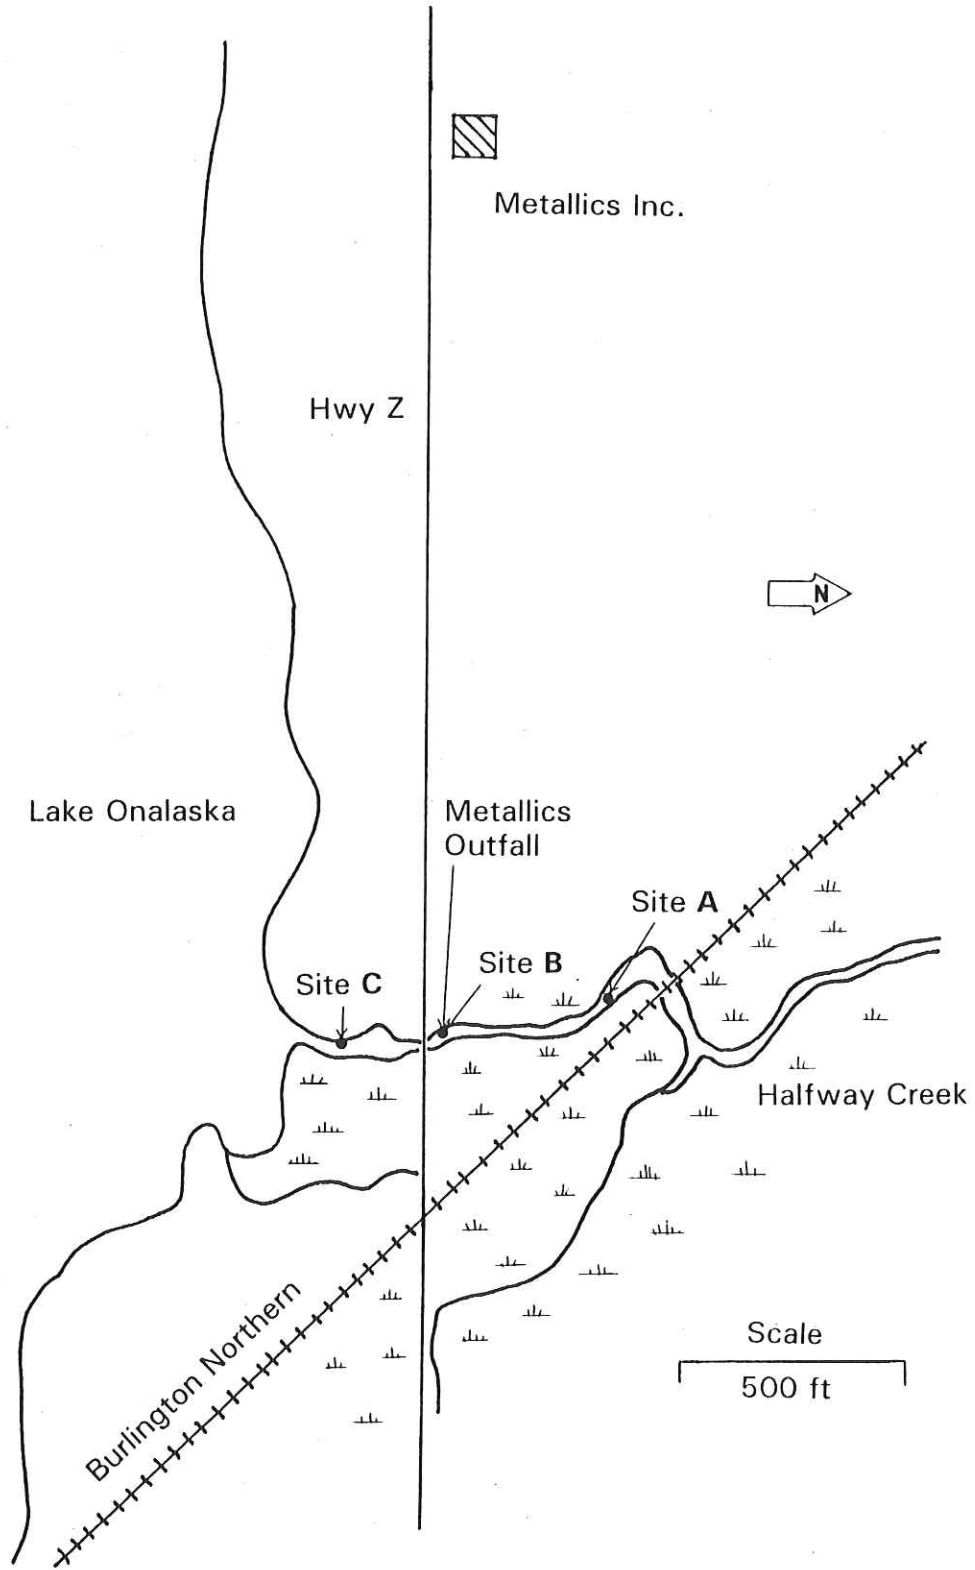 Metallics Inc.
Hwy Z
N
Lake Onalaska
Metallics
Outfall
Site A
Site B
Site C
Halfway Creek
Burlington Northern
Scale
500 ft